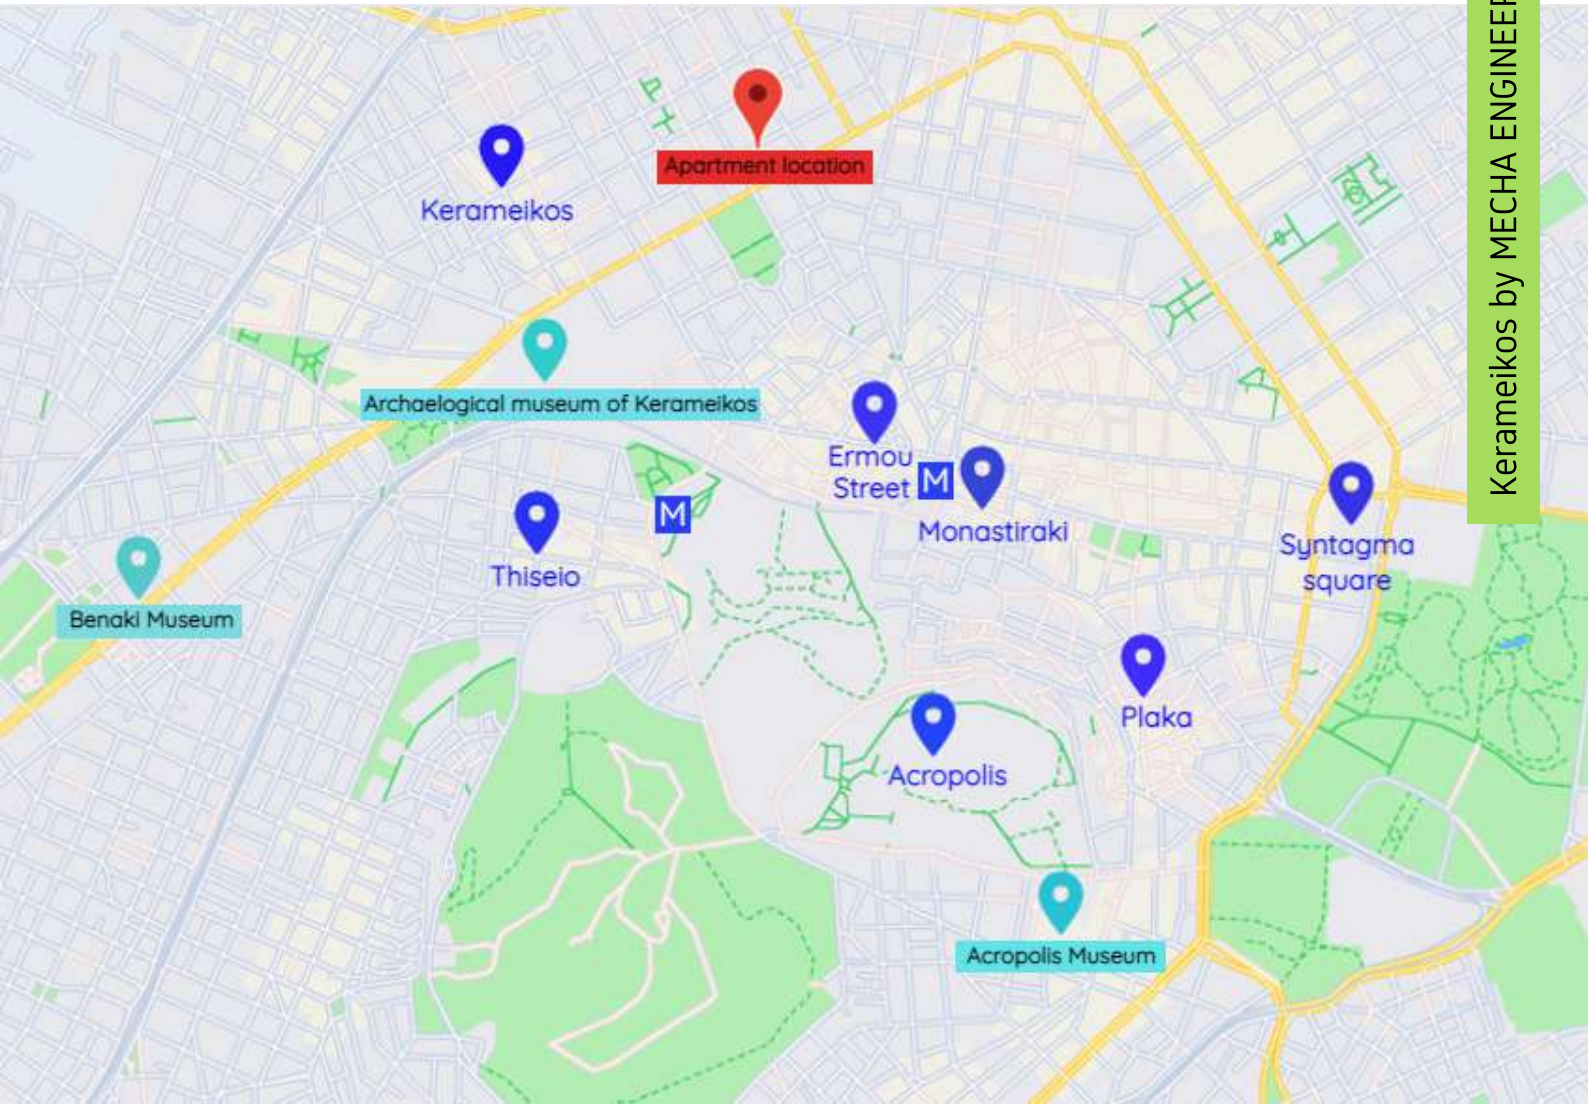 Kerameikos by MECHA ENGINEER
Apartment location
Kerameikos
Archaelogical museum of Kerameikos
Ermou
Street
M
Monastiraki
M
Thiseio
Syntagma
square
Benaki Museum
Plaka
Acropolis
Acropolis Museum